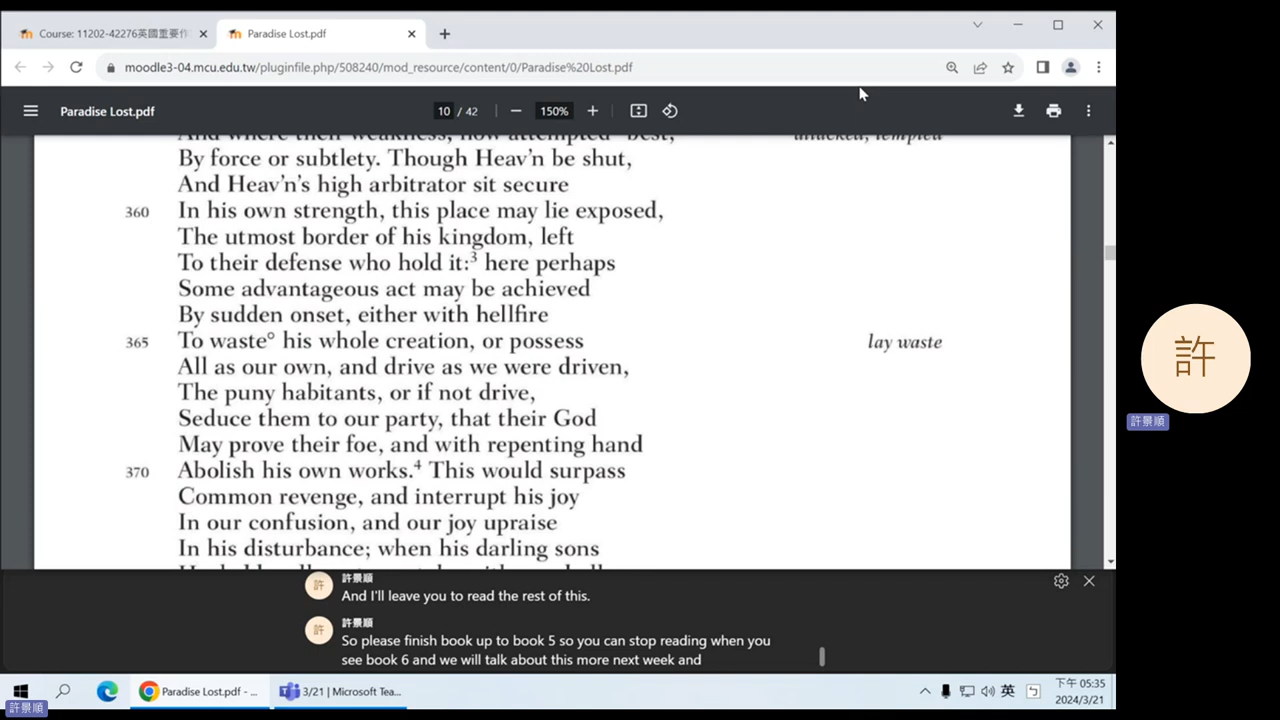 Course: 11202-42276英國重要作
Paradise Lost.pdf
moodle3-04.mcu.edu.tw/pluginfile.php/508240/mod_resource/content/0/Paradise%20Lost.pdf
Paradise Lost.pdf
10 / 42
150%
And where their weakness, how attempted° best, attacked, tempted
By force or subtlety. Though Heav’n be shut,
And Heav’n’s high arbitrator sit secure
360 In his own strength, this place may lie exposed,
The utmost border of his kingdom, left
To their defense who hold it:³ here perhaps
Some advantageous act may be achieved
By sudden onset, either with hellfire
365 To waste° his whole creation, or possess lay waste
All as our own, and drive as we were driven,
The puny habitants, or if not drive,
Seduce them to our party, that their God
May prove their foe, and with repenting hand
370 Abolish his own works.⁴ This would surpass
Common revenge, and interrupt his joy
In our confusion, and our joy upraise
In his disturbance; when his darling sons
許
許景順
許
許景順
And I'll leave you to read the rest of this.
許
許景順
So please finish book up to book 5 so you can stop reading when you
see book 6 and we will talk about this more next week and
Paradise Lost.pdf - ...
3/21 | Microsoft Tea...
英
下午 05:35
2024/3/21
許景順